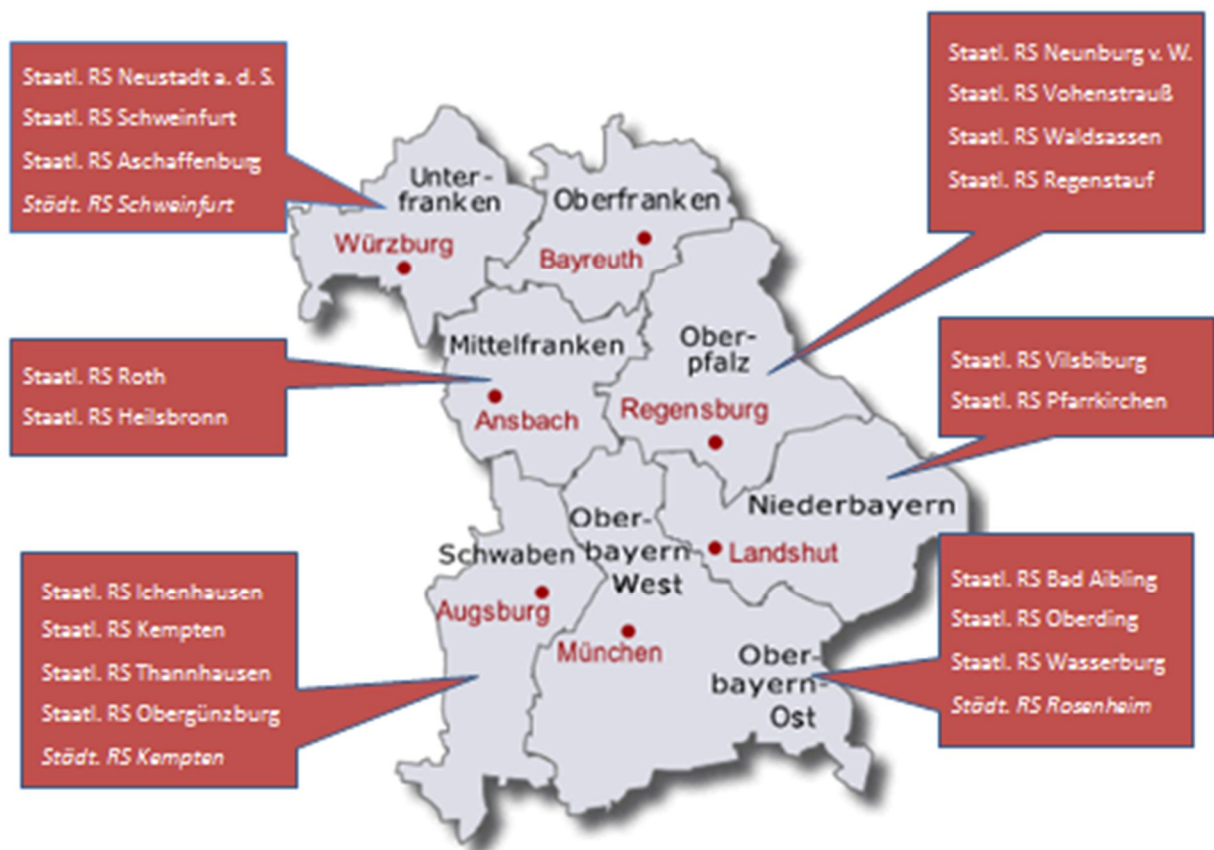 Staatl. RS Neustadt a. d. S.
Staatl. RS Schweinfurt
Staatl. RS Aschaffenburg
Städt. RS Schweinfurt
Staatl. RS Neunburg v. W.
Staatl. RS Vohenstrauß
Staatl. RS Waldsassen
Staatl. RS Regenstauf
Unter-
franken
Würzburg
Oberfranken
Bayreuth
Staatl. RS Roth
Staatl. RS Heilsbronn
Mittelfranken
Ansbach
Ober-
pfalz
Regensburg
Staatl. RS Vilsbiburg
Staatl. RS Pfarrkirchen
Niederbayern
Landshut
Staatl. RS Ichenhausen
Staatl. RS Kempten
Staatl. RS Thannhausen
Staatl. RS Obergünzburg
Städt. RS Kempten
Schwaben
Augsburg
Ober-
bayern
West
München
Ober-
bayern-
Ost
Staatl. RS Bad Aibling
Staatl. RS Oberding
Staatl. RS Wasserburg
Städt. RS Rosenheim